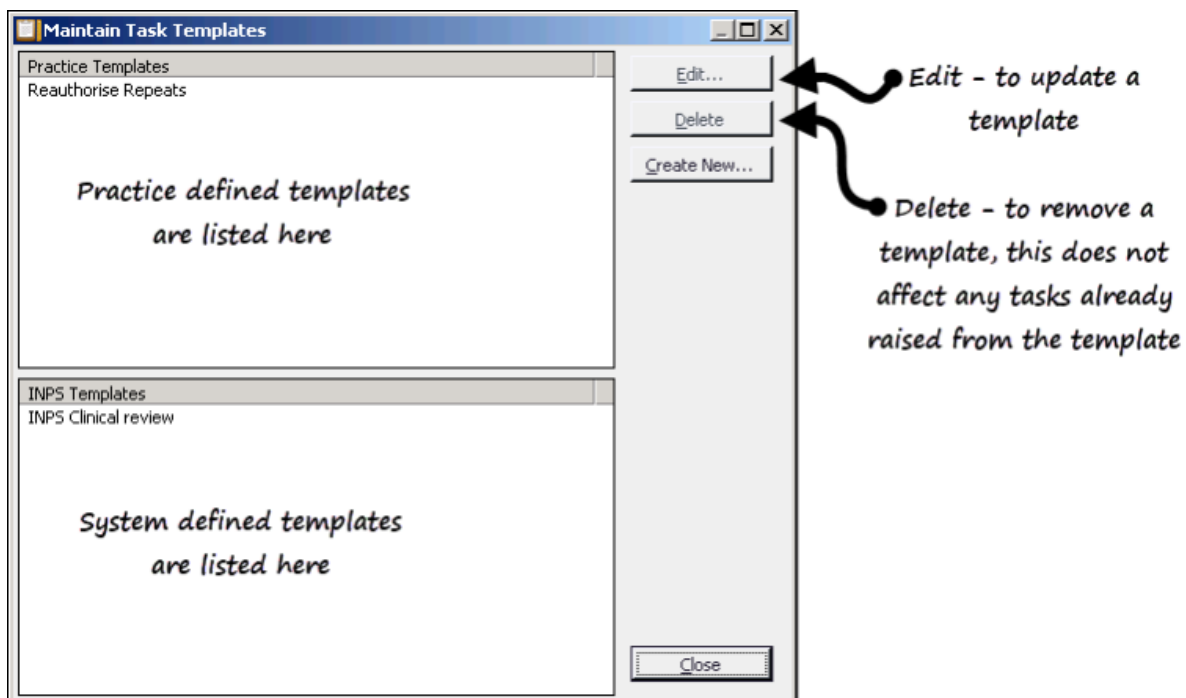 Maintain Task Templates
Practice Templates
Reauthorise Repeats
Practice defined templates
are listed here
INPS Templates
INPS Clinical review
System defined templates
are listed here
Edit...
Delete
Create New...
Close
Edit - to update a
template
Delete - to remove a
template, this does not
affect any tasks already
raised from the template